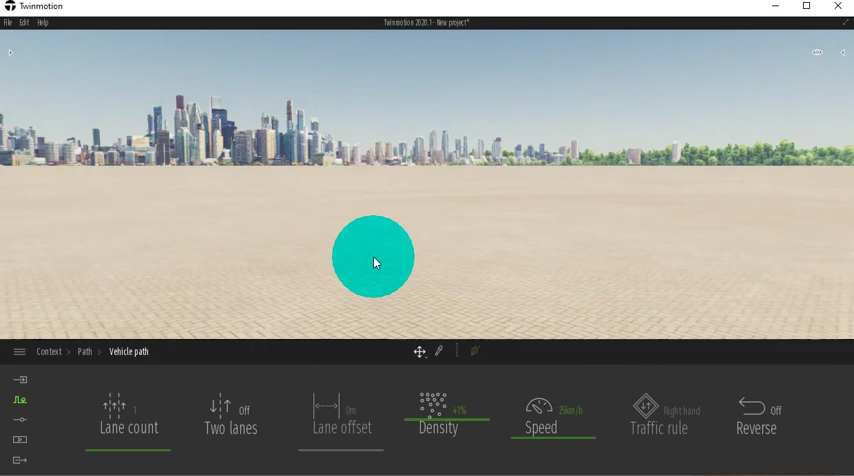 Twinmotion
File Edit Help
Twinmotion 2020.1 - New project*
Context > Path > Vehicle path
1
Lane count
Off
Two lanes
0m
Lane offset
41%
Density
25km/h
Speed
Right hand
Traffic rule
Off
Reverse